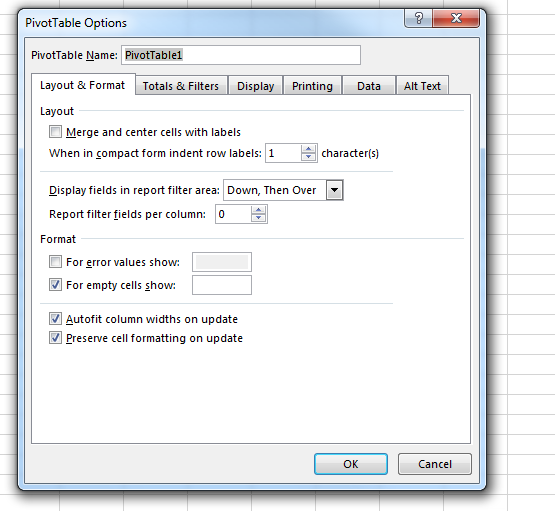 PivotTable Options
PivotTable Name: PivotTable1
Layout & Format Totals & Filters Display Printing Data Alt Text
Layout
Merge and center cells with labels
When in compact form indent row labels: 1 character(s)
Display fields in report filter area: Down, Then Over
Report filter fields per column: 0
Format
For error values show:
For empty cells show:
Autofit column widths on update
Preserve cell formatting on update
OK Cancel